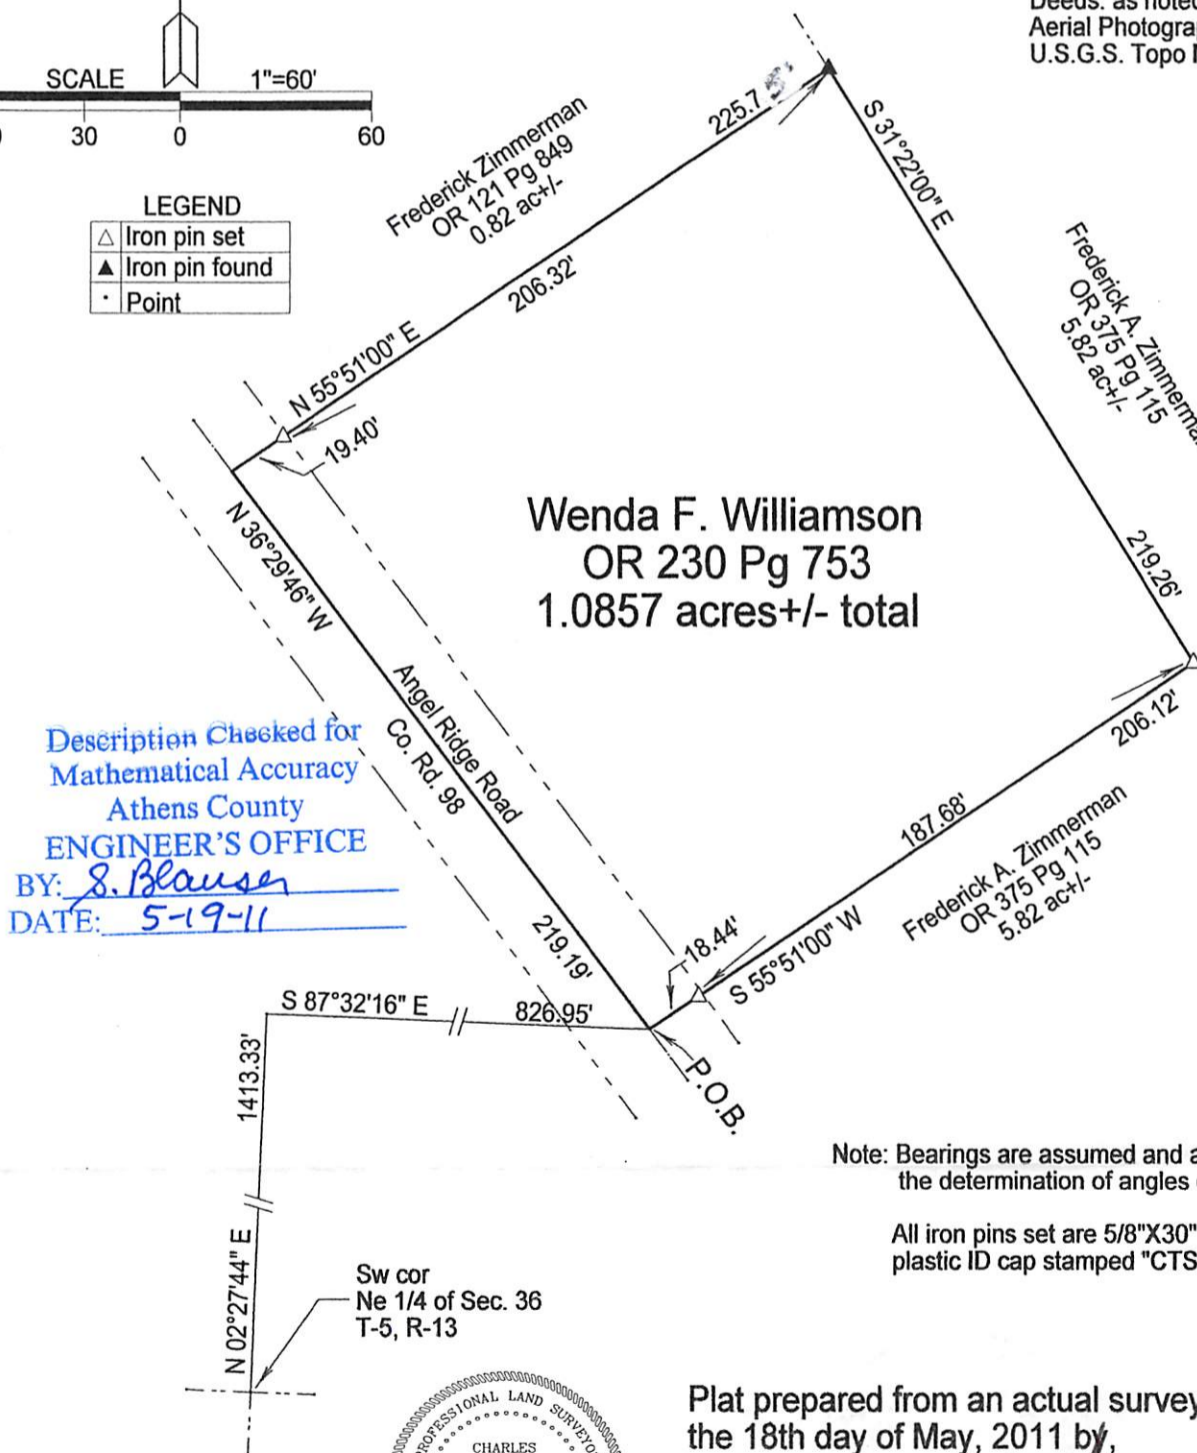 Deeds: as noted
Aerial
U.S.G.S. Topo
SCALE 1"=60'
30 0 60
LEGEND
Iron pin set
Iron pin found
Point
Frederick Zimmerman
OR 121 Pg 849
0.82 ac+/-
225.7
206.32'
N 55°51'00" E
19.40'
S 31°22'00" E
219.26'
Frederick A. Zimmerman
OR 375 Pg 115
5.82 ac+/-
Wenda F. Williamson
OR 230 Pg 753
1.0857 acres+/- total
N 36°29'46" W
219.19'
Angel Ridge Road
Co. Rd. 98
206.12'
187.68'
S 55°51'00" W
18.44'
Frederick A. Zimmerman
OR 375 Pg 115
5.82 ac+/-
Description Checked for
Mathematical Accuracy
Athens County
ENGINEER'S OFFICE
BY: S. Blauser
DATE: 5-19-11
S 87°32'16" E 826.95'
P.O.B.
1413.33'
N 02°27'44" E
Sw cor
Ne 1/4 of Sec. 36
T-5, R-13
Note: Bearings are assumed and
the determination of angles
All iron pins set are 5/8"X30"
plastic ID cap stamped "CTS
PROFESSIONAL LAND
CHARLES
Plat prepared from an actual survey
the 18th day of May, 2011 by,